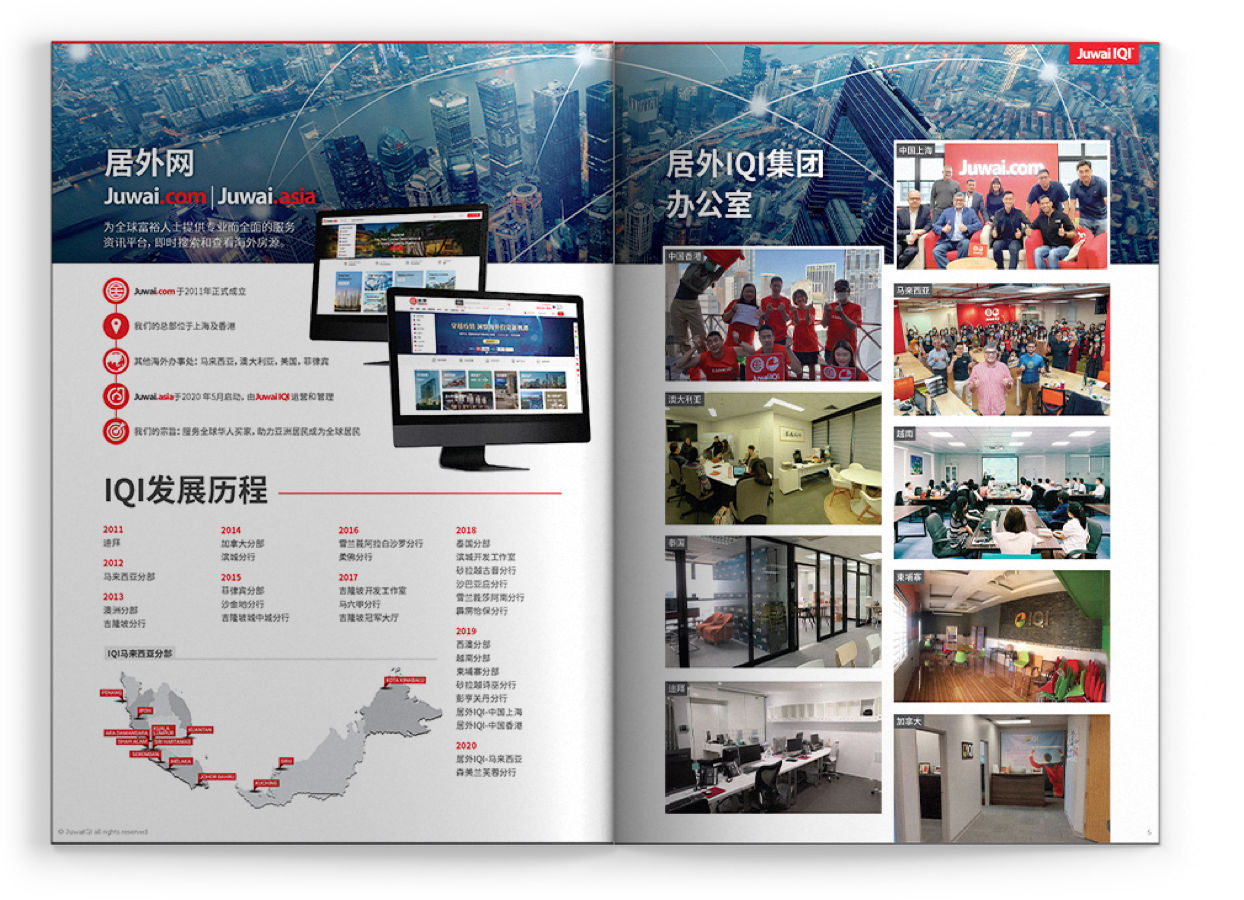 居外网
Juwai.com | Juwai.asia
为全球富裕人士提供专业而全面的服务
资讯平台，即时搜索和查看海外房源。
Juwai.com于2011年正式成立
我们的总部位于上海及香港
其他海外办事处：马来西亚，澳大利亚，美国，菲律宾
Juwai.asia于2020 年5月启动，由Juwai IQI 运营和管理
我们的宗旨：服务全球华人买家，助力亚洲居民成为全球居民
IQI发展历程
2011
迪拜
2012
马来西亚分部
2013
澳洲分部
吉隆坡分行
2014
加拿大分部
槟城分行
2015
菲律宾分部
沙金地分行
吉隆坡城中城分行
2016
雪兰莪阿拉白沙罗分行
柔佛分行
2017
吉隆坡开发工作室
马六甲分行
吉隆坡冠军大厅
2018
泰国分部
槟城开发工作室
砂拉越古晋分行
沙巴亚庇分行
雪兰莪莎阿南分行
霹雳怡保分行
2019
西澳分部
越南分部
柬埔寨分部
砂拉越诗巫分行
彭亨关丹分行
居外IQI-中国上海
居外IQI-中国香港
2020
居外IQI-马来西亚
森美兰芙蓉分行
IQI马来西亚分部
PENANG
IPOH
ARA DAMANSARA
KUALA LUMPUR
SHAH ALAM
SRI HARTAMAS
KUANTAN
SEREMBAN
MELAKA
JOHOR BAHRU
KUCHING
SIBU
KOTA KINABALU
© JuwaiIQI all rights reserved
Juwai IQI
居外IQI集团
办公室
中国上海
Juwai.com
中国香港
Juwai IQI
马来西亚
澳大利亚
越南
泰国
柬埔寨
IQI
迪拜
加拿大
IQI
5